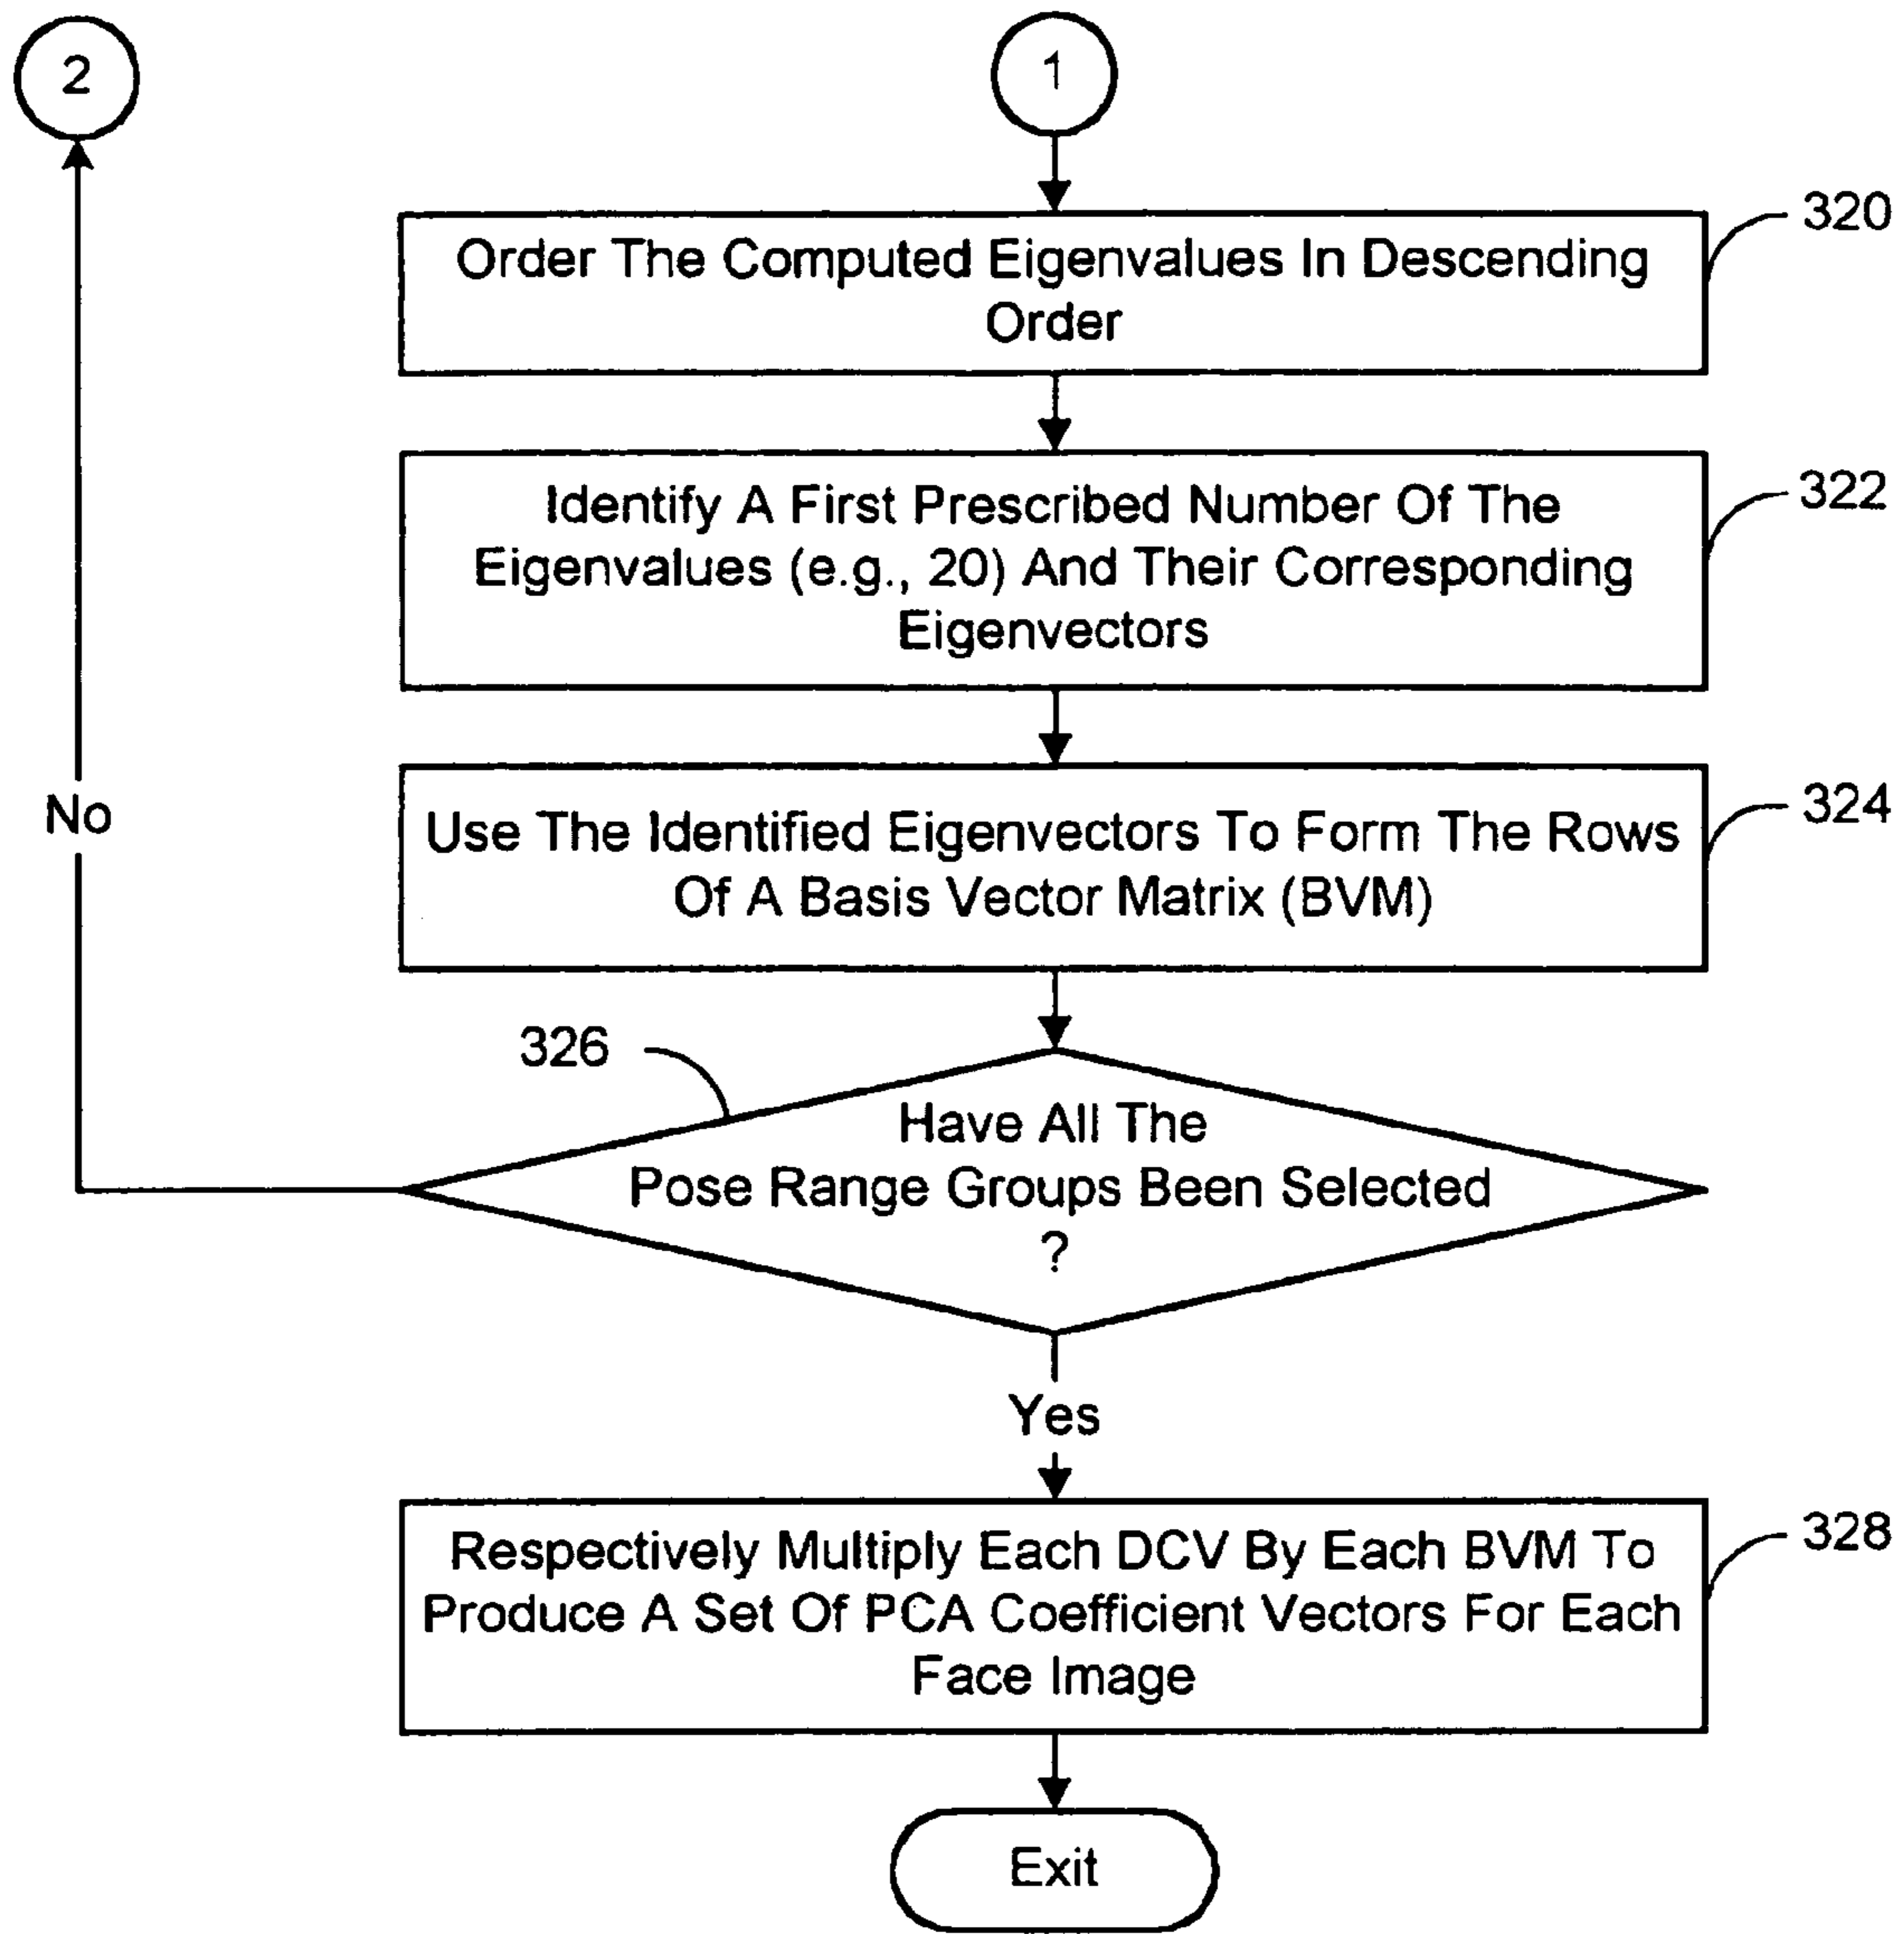 2
1
320
Order The Computed Eigenvalues In Descending
Order
322
Identify A First Prescribed Number Of The
Eigenvalues (e.g., 20) And Their Corresponding
Eigenvectors
324
Use The Identified Eigenvectors To Form The Rows
Of A Basis Vector Matrix (BVM)
No
326
Have All The
Pose Range Groups Been Selected
?
Yes
328
Respectively Multiply Each DCV By Each BVM To
Produce A Set Of PCA Coefficient Vectors For Each
Face Image
Exit